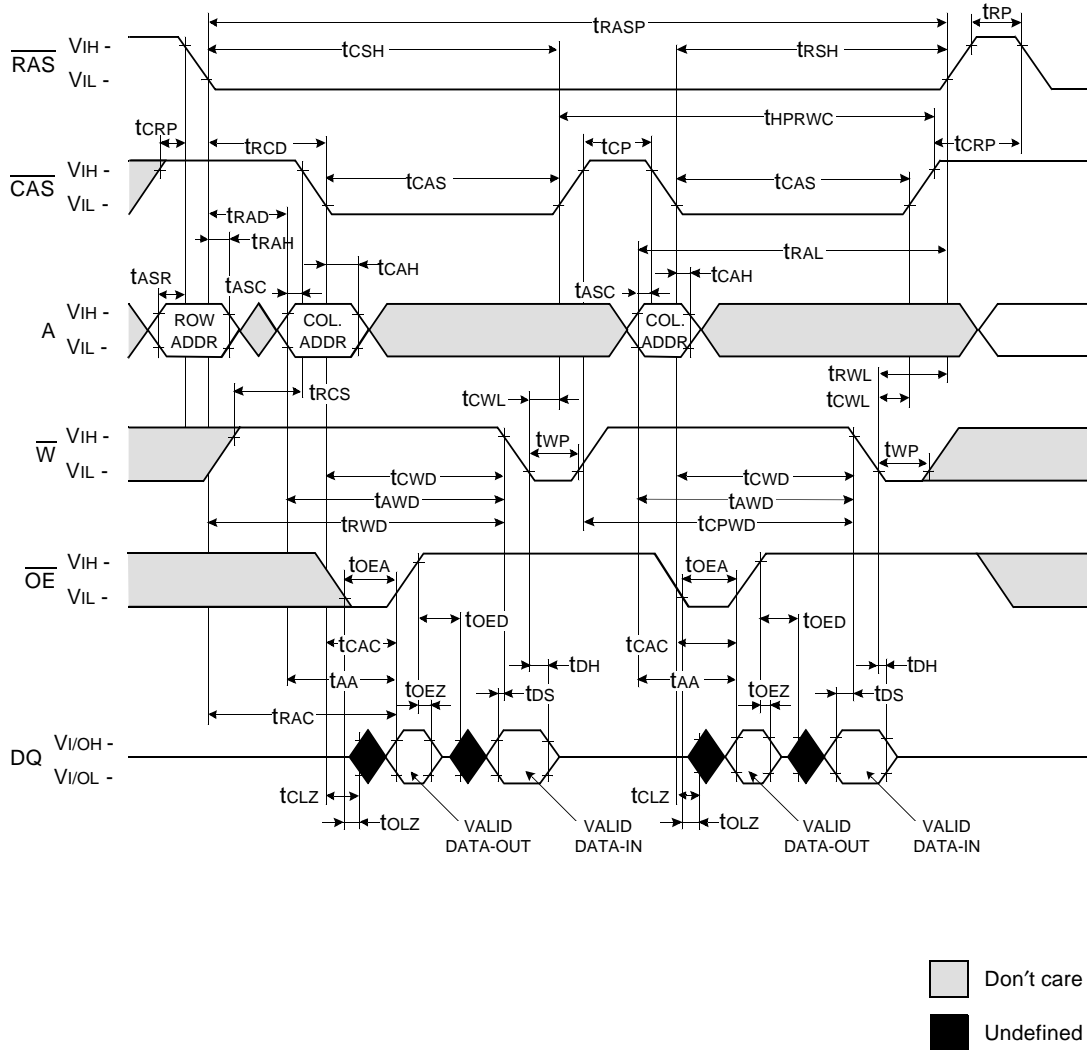 tRASP
tRP
tCSH
tRSH
RAS
VIH -
VIL -
tHPRWC
tCRP
tRCD
tCP
tCRP
CAS
VIH -
VIL -
tCAS
tCAS
tRAD
tRAH
tCAH
tRAL
tCAH
tASR
tASC
tASC
A
VIH -
VIL -
ROW
ADDR
COL.
ADDR
COL.
ADDR
tRWL
tRCS
tCWL
tCWL
W
VIH -
VIL -
tWP
tWP
tCWD
tCWD
tAWD
tAWD
tRWD
tCPWD
OE
VIH -
VIL -
tOEA
tOEA
tOED
tOED
tCAC
tCAC
tDH
tDH
tAA
tAA
tOEZ
tOEZ
tDS
tDS
tRAC
DQ
VI/OH -
VI/OL -
tCLZ
tCLZ
tOLZ
tOLZ
VALID
DATA-OUT
VALID
DATA-IN
VALID
DATA-OUT
VALID
DATA-IN
Don′t care
Undefined